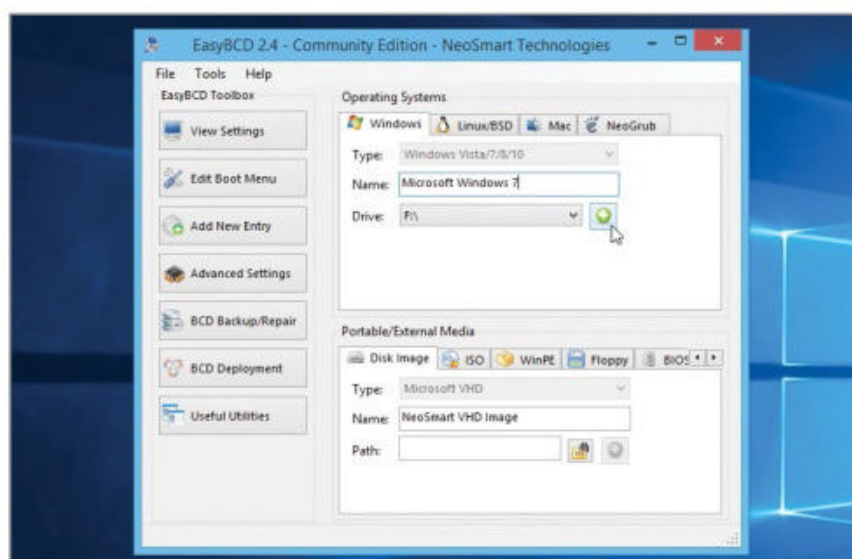 EasyBCD 2.4 - Community Edition - NeoSmart Technologies
File Tools Help
EasyBCD Toolbox
View Settings
Edit Boot Menu
Add New Entry
Advanced Settings
BCD Backup/Repair
BCD Deployment
Useful Utilities
Operating Systems
Windows Linux/BSD Mac NeoGrub
Type: Windows Vista/7/8/10
Name: Microsoft Windows 7
Drive: F:\
Portable/External Media
Disk Image ISO WinPE Floppy BIOS
Type: Microsoft VHD
Name: NeoSmart VHD Image
Path: